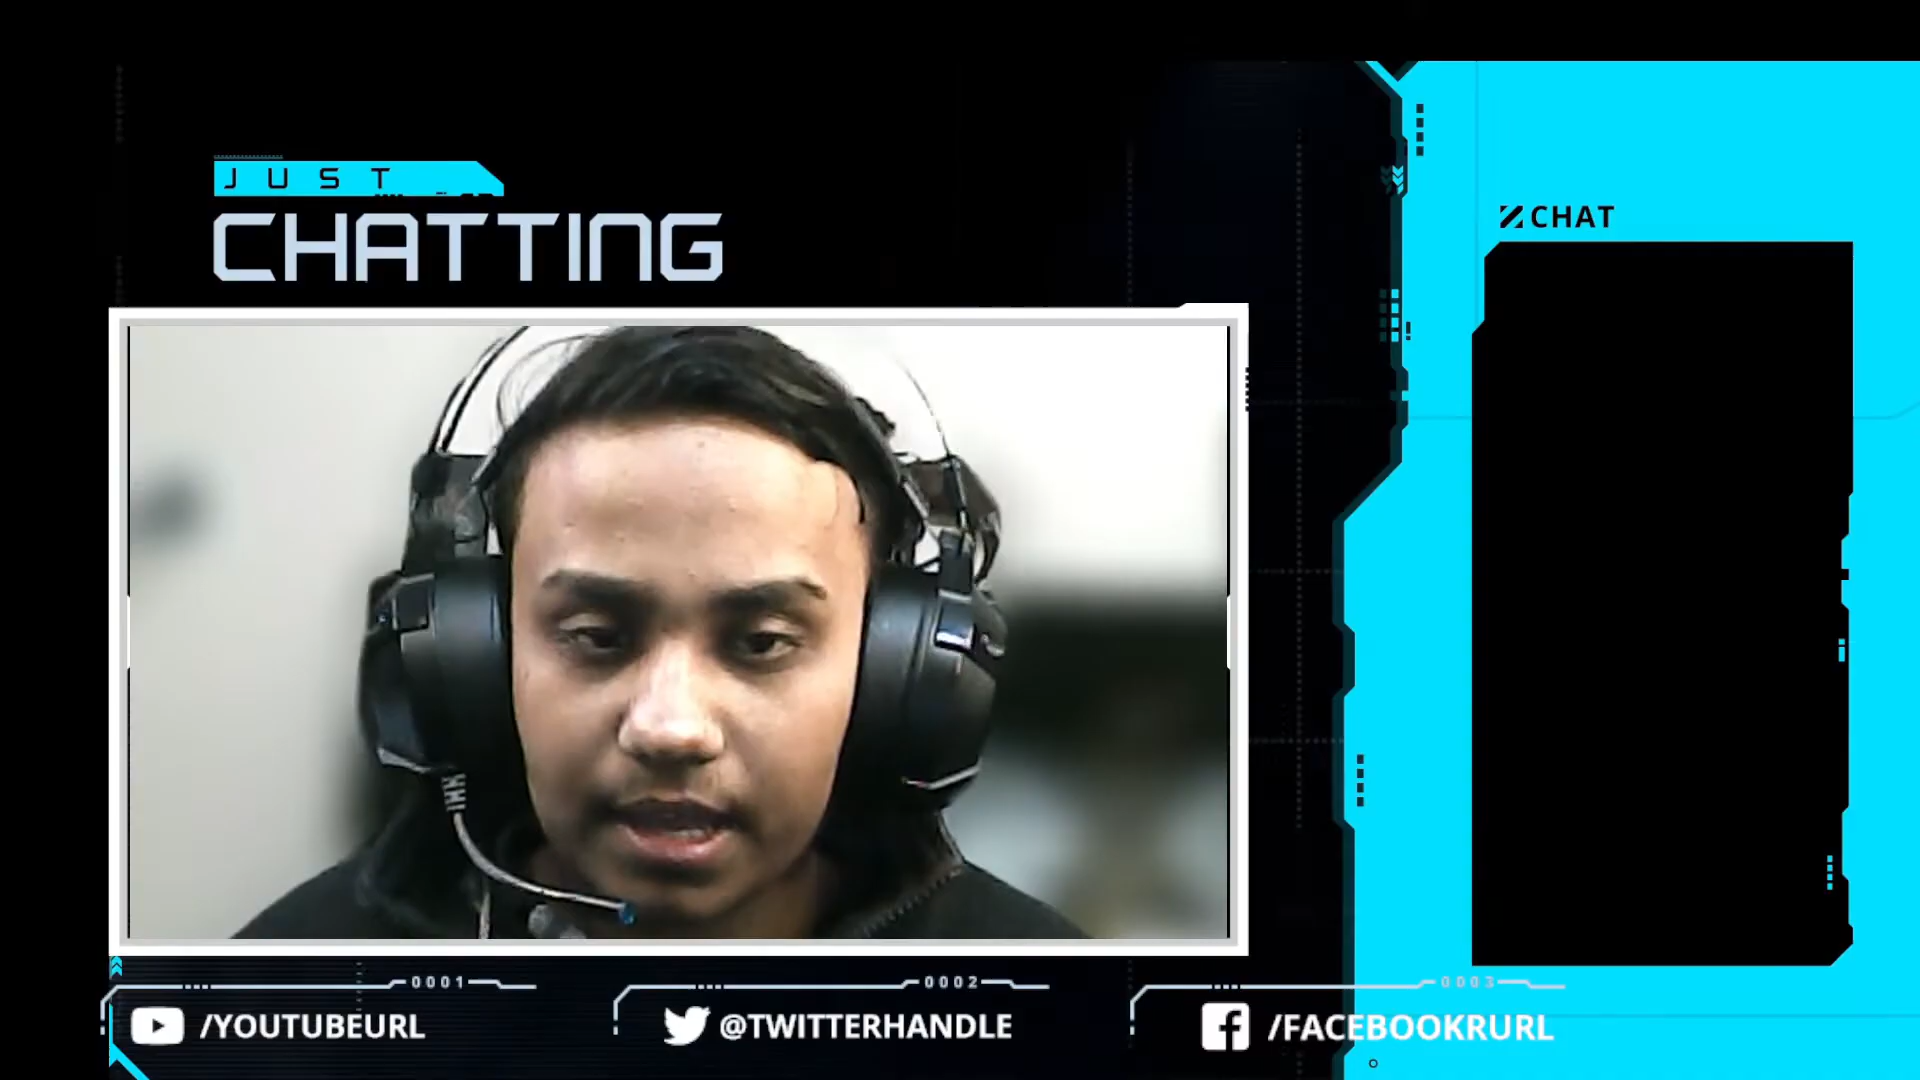 JUST
CHATTING
CHAT
0001
0002
0003
/YOUTUBEURL
@TWITTERHANDLE
/FACEBOOKRURL